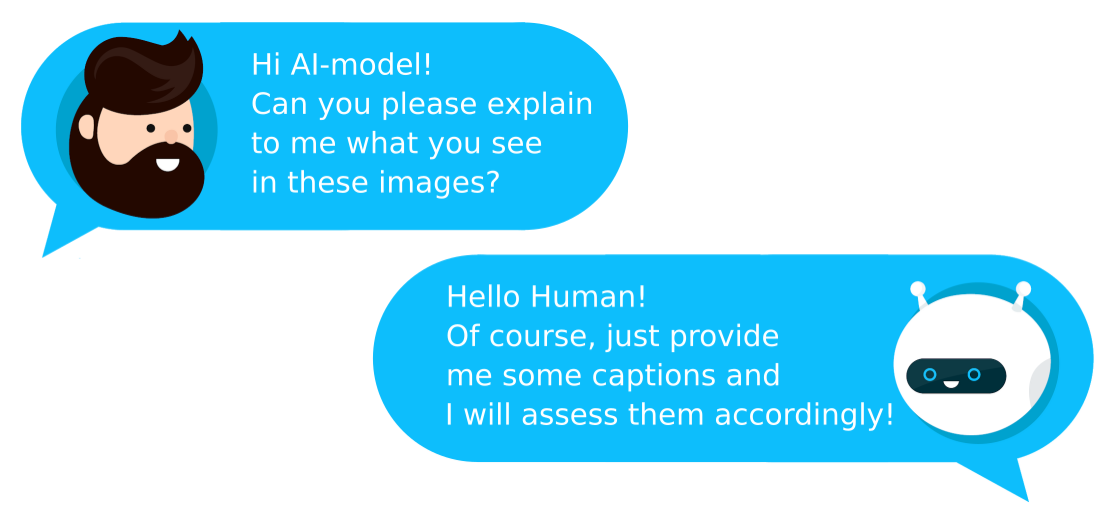 Hi AI-model!
Can you please explain
to me what you see
in these images?
Hello Human!
Of course, just provide
me some captions and
I will assess them accordingly!